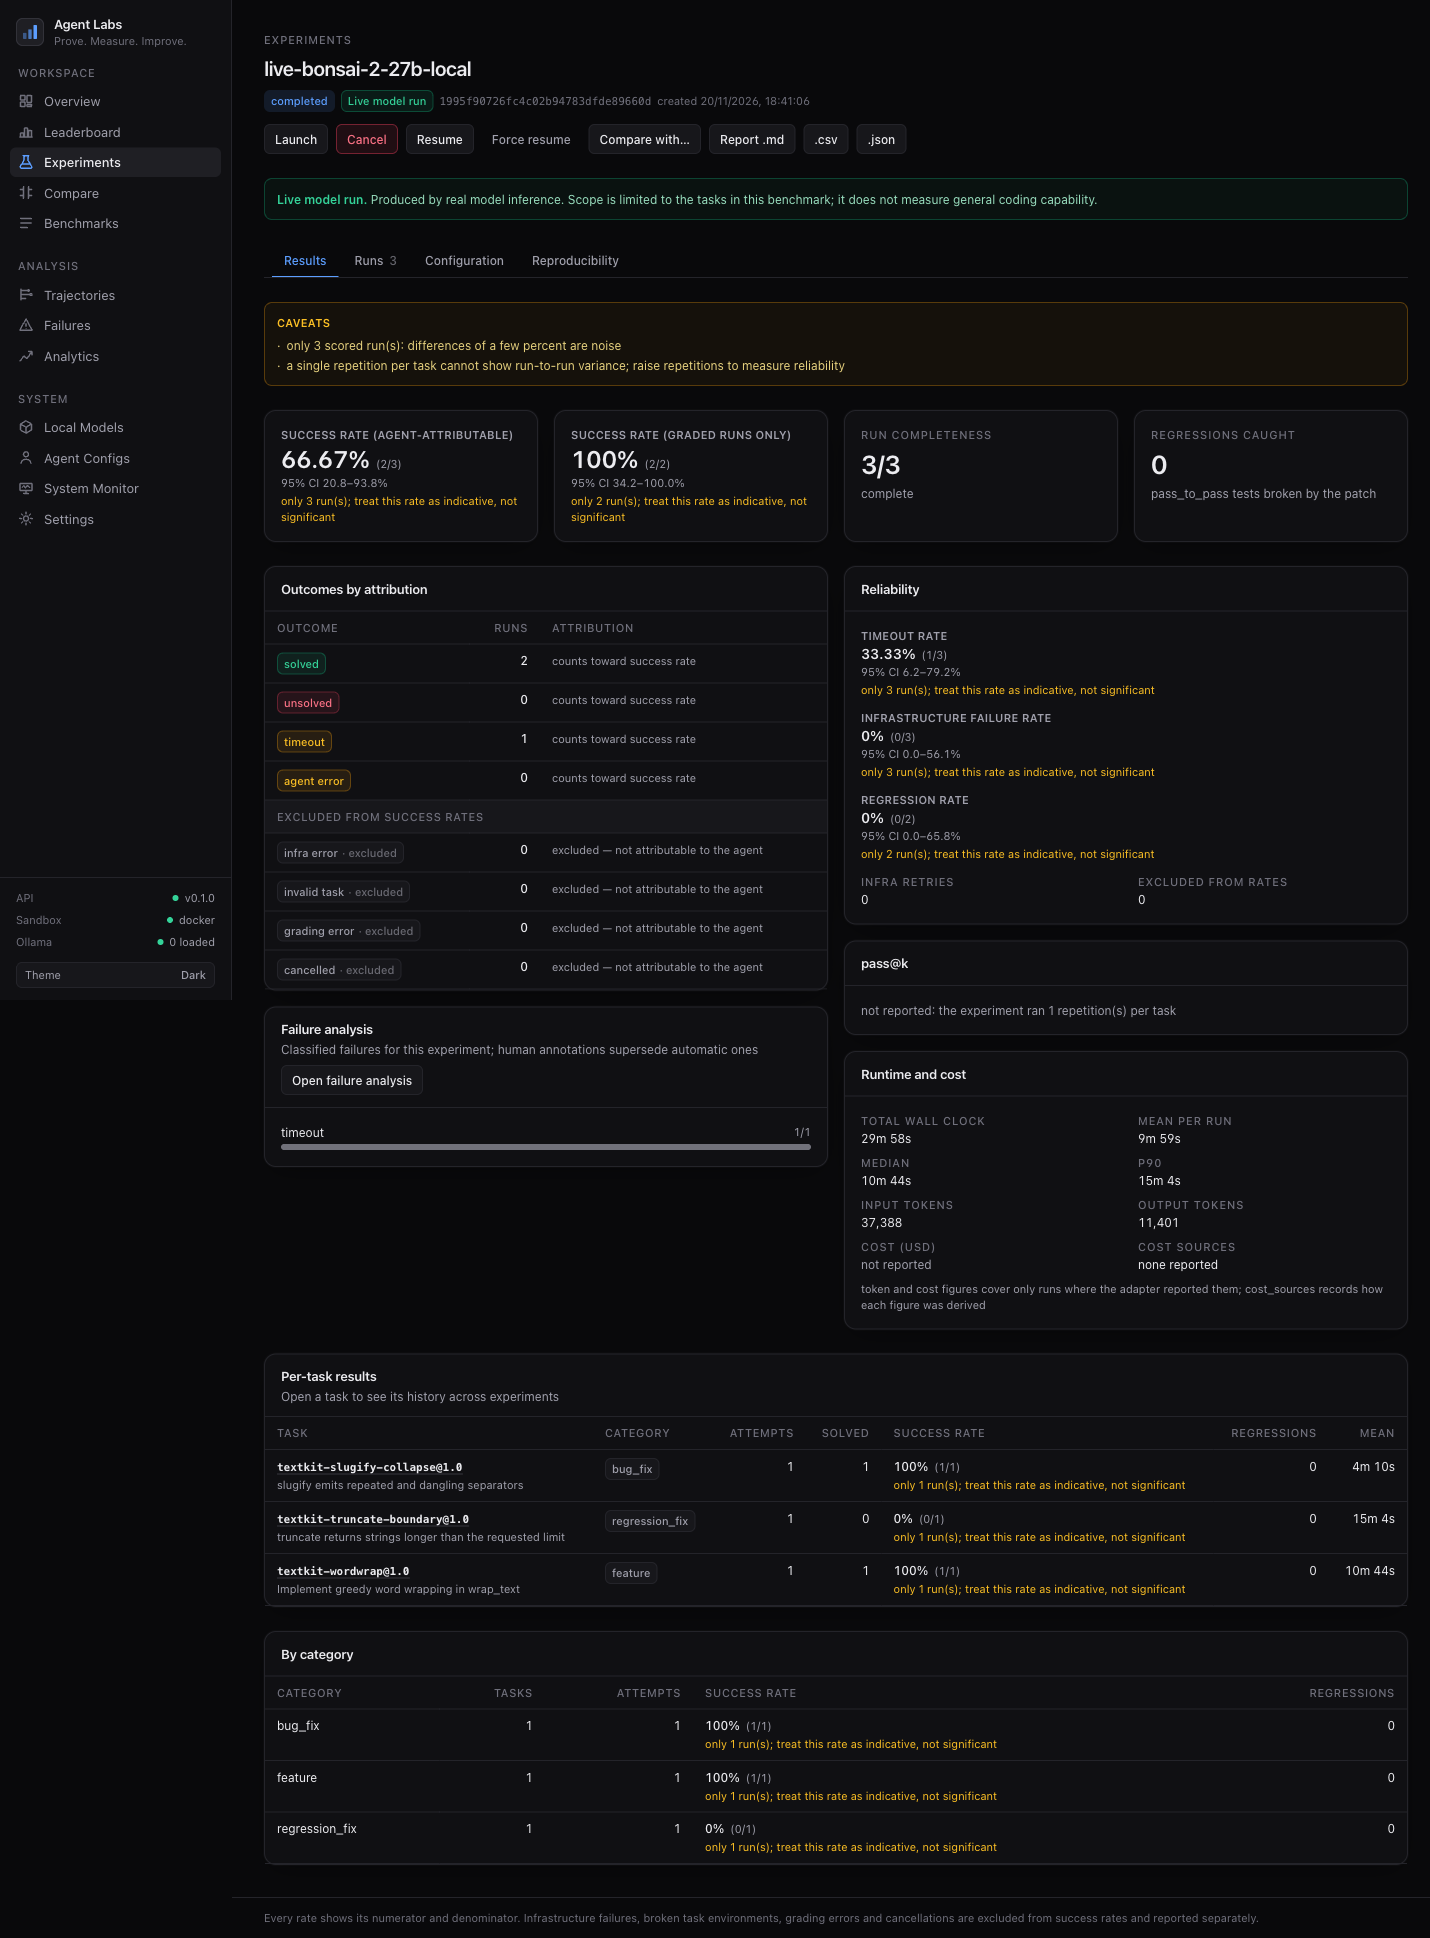 Agent Labs
Prove. Measure. Improve.
WORKSPACE
Overview
Leaderboard
Experiments
Compare
Benchmarks
ANALYSIS
Trajectories
Failures
Analytics
SYSTEM
Local Models
Agent Configs
System Monitor
Settings
API v0.1.0
Sandbox docker
Ollama 0 loaded
Theme Dark
EXPERIMENTS
live-bonsai-2-27b-local
completed Live model run 1995f90726fc4c02b94783dfde89660d created 20/11/2026, 18:41:06
Launch Cancel Resume Force resume Compare with... Report .md .csv .json
Live model run. Produced by real model inference. Scope is limited to the tasks in this benchmark; it does not measure general coding capability.
Results Runs 3 Configuration Reproducibility
CAVEATS
· only 3 scored run(s): differences of a few percent are noise
· a single repetition per task cannot show run-to-run variance; raise repetitions to measure reliability
SUCCESS RATE (AGENT-ATTRIBUTABLE)
66.67% (2/3)
95% CI 20.8–93.8%
only 3 run(s); treat this rate as indicative, not
significant
SUCCESS RATE (GRADED RUNS ONLY)
100% (2/2)
95% CI 34.2–100.0%
only 2 run(s); treat this rate as indicative, not
significant
RUN COMPLETENESS
3/3
complete
REGRESSIONS CAUGHT
0
pass_to_pass tests broken by the patch
Outcomes by attribution
OUTCOME RUNS ATTRIBUTION
solved 2 counts toward success rate
unsolved 0 counts toward success rate
timeout 1 counts toward success rate
agent error 0 counts toward success rate
EXCLUDED FROM SUCCESS RATES
infra error · excluded 0 excluded — not attributable to the agent
invalid task · excluded 0 excluded — not attributable to the agent
grading error · excluded 0 excluded — not attributable to the agent
cancelled · excluded 0 excluded — not attributable to the agent
Failure analysis
Classified failures for this experiment; human annotations supersede automatic ones
Open failure analysis
timeout 1/1
Reliability
TIMEOUT RATE
33.33% (1/3)
95% CI 6.2–79.2%
only 3 run(s); treat this rate as indicative, not significant
INFRASTRUCTURE FAILURE RATE
0% (0/3)
95% CI 0.0–56.1%
only 3 run(s); treat this rate as indicative, not significant
REGRESSION RATE
0% (0/2)
95% CI 0.0–65.8%
only 2 run(s); treat this rate as indicative, not significant
INFRA RETRIES EXCLUDED FROM RATES
0 0
pass@k
not reported: the experiment ran 1 repetition(s) per task
Runtime and cost
TOTAL WALL CLOCK MEAN PER RUN
29m 58s 9m 59s
MEDIAN P90
10m 44s 15m 4s
INPUT TOKENS OUTPUT TOKENS
37,388 11,401
COST (USD) COST SOURCES
not reported none reported
token and cost figures cover only runs where the adapter reported them; cost_sources records how
each figure was derived
Per-task results
Open a task to see its history across experiments
TASK CATEGORY ATTEMPTS SOLVED SUCCESS RATE REGRESSIONS MEAN
textkit-slugify-collapse@1.0 bug_fix 1 1 100% (1/1) 0 4m 10s
slugify emits repeated and dangling separators only 1 run(s); treat this rate as indicative, not significant
textkit-truncate-boundary@1.0 regression_fix 1 0 0% (0/1) 0 15m 4s
truncate returns strings longer than the requested limit only 1 run(s); treat this rate as indicative, not significant
textkit-wordwrap@1.0 feature 1 1 100% (1/1) 0 10m 44s
Implement greedy word wrapping in wrap_text only 1 run(s); treat this rate as indicative, not significant
By category
CATEGORY TASKS ATTEMPTS SUCCESS RATE REGRESSIONS
bug_fix 1 1 100% (1/1) 0
only 1 run(s); treat this rate as indicative, not significant
feature 1 1 100% (1/1) 0
only 1 run(s); treat this rate as indicative, not significant
regression_fix 1 1 0% (0/1) 0
only 1 run(s); treat this rate as indicative, not significant
Every rate shows its numerator and denominator. Infrastructure failures, broken task environments, grading errors and cancellations are excluded from success rates and reported separately.